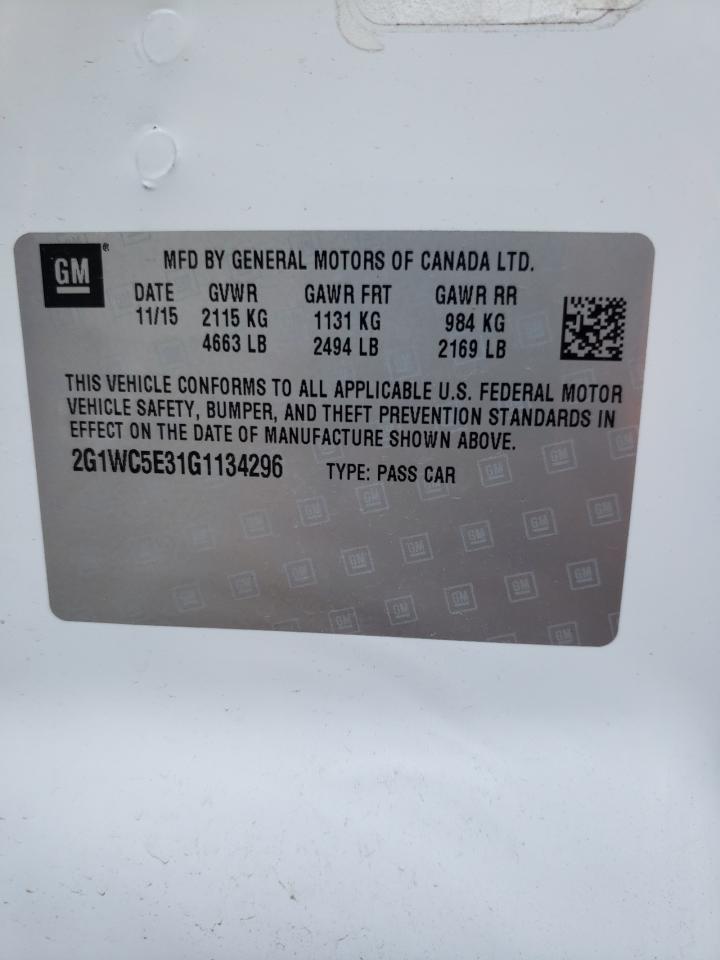 GM ®
MFD BY GENERAL MOTORS OF CANADA LTD.
DATE GVWR GAWR FRT GAWR RR
11/15 2115 KG 1131 KG 984 KG
4663 LB 2494 LB 2169 LB
THIS VEHICLE CONFORMS TO ALL APPLICABLE U.S. FEDERAL MOTOR
VEHICLE SAFETY, BUMPER, AND THEFT PREVENTION STANDARDS IN
EFFECT ON THE DATE OF MANUFACTURE SHOWN ABOVE.
2G1WC5E31G1134296 TYPE: PASS CAR